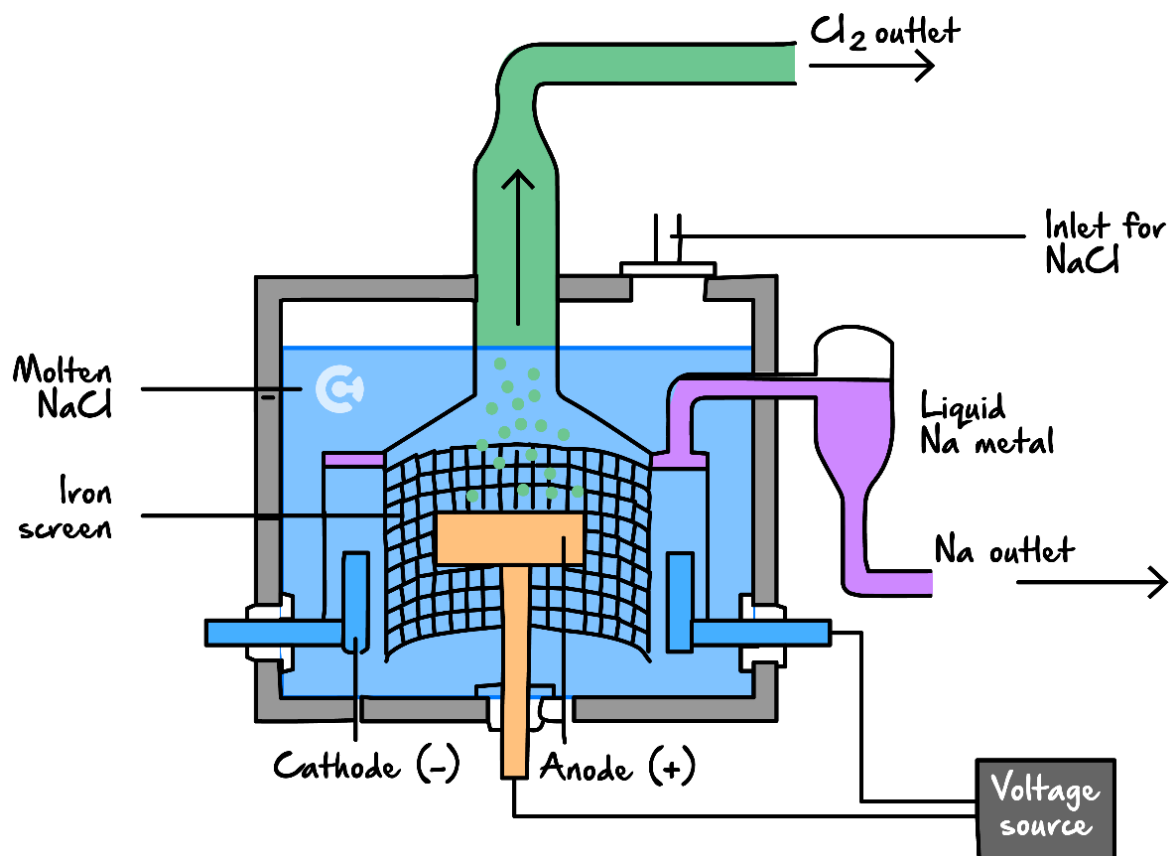 Cl₂ outlet
Inlet for
NaCl
Molten
NaCl
Liquid
Na metal
Iron
screen
Na outlet
Cathode (-)
Anode (+)
Voltage
source